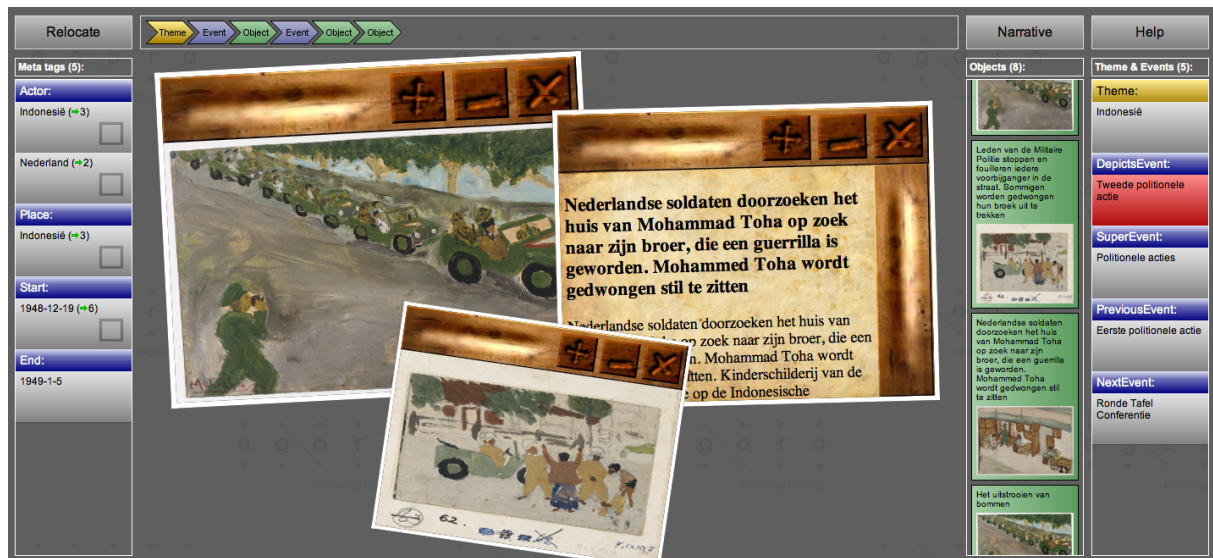 Relocate
Theme
Event
Object
Event
Object
Object
Narrative
Help
Meta tags (5):
Actor:
Indonesië (➔3)
Nederland (➔2)
Place:
Indonesië (➔3)
Start:
1948-12-19 (➔6)
End:
1949-1-5
Nederlandse soldaten doorzoeken het
huis van Mohammad Toha op zoek
naar zijn broer, die een guerrilla is
geworden. Mohammed Toha wordt
gedwongen stil te zitten
Nederlandse soldaten doorzoeken het huis van
op zoek naar zijn broer, die een
Mohammad Toha wordt
Kinderschilderij van de
op de Indonesische
62.
agora
Objects (8):
Leden van de Militaire
Politie stoppen en
fouilleren iedere
voorbijganger in de
straat. Sommigen
worden gedwongen
hun broek uit te
trekken
Nederlandse soldaten
doorzoeken het huis
van Mohammad Toha
op zoek naar zijn
broer, die een guerrilla
is geworden.
Mohammed Toha
wordt gedwongen stil
te zitten
Het uitstrooien van
bommen
Theme & Events (5):
Theme:
Indonesië
DepictsEvent:
Tweede politionele
actie
SuperEvent:
Politionele acties
PreviousEvent:
Eerste politionele actie
NextEvent:
Ronde Tafel
Conferentie